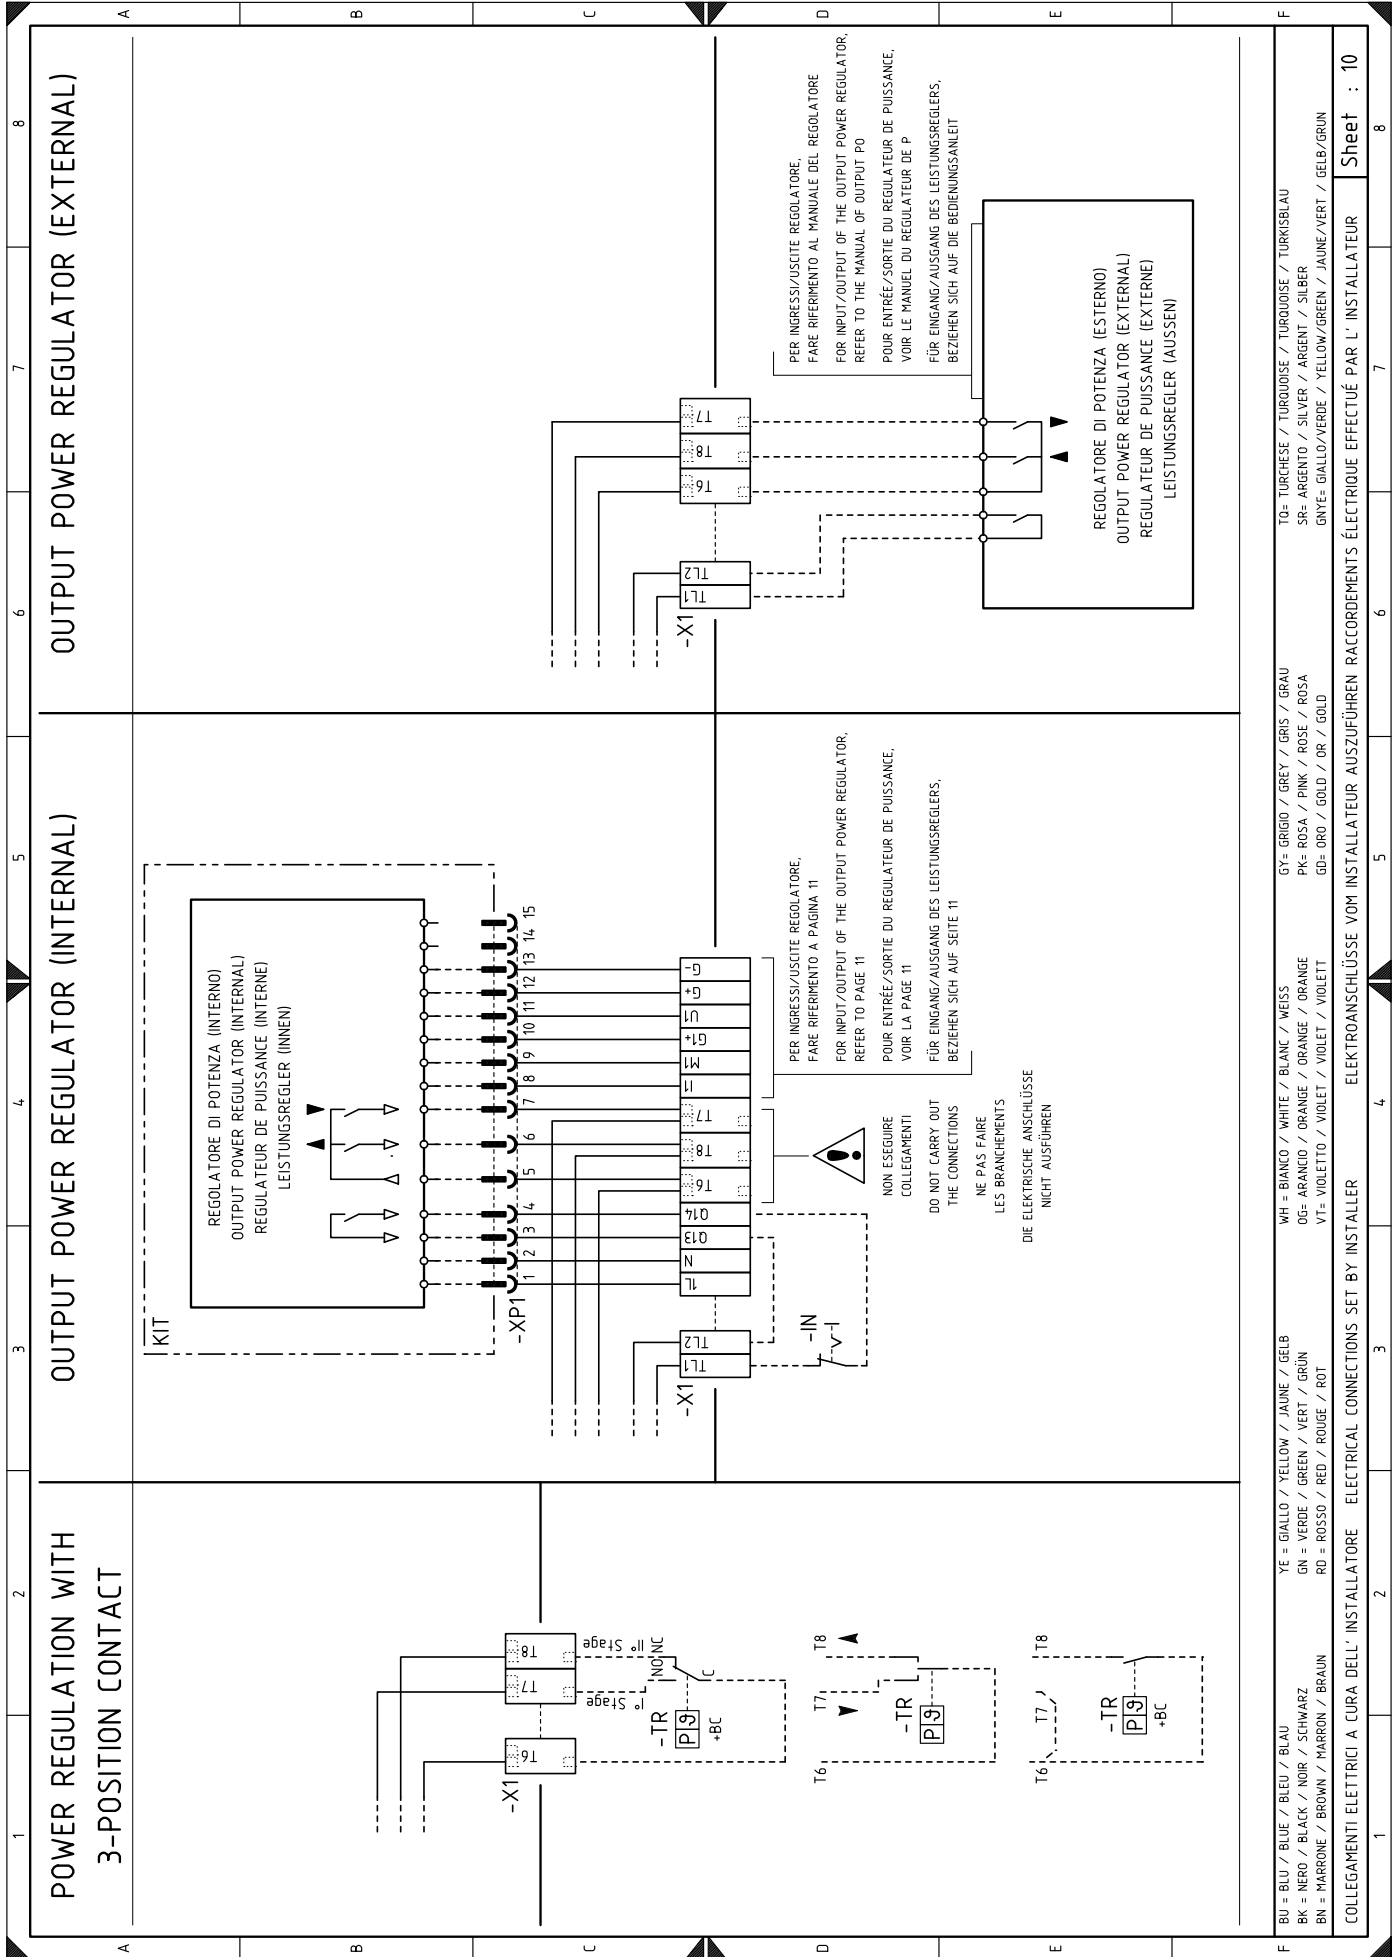 1
2
3
4
5
6
7
8
A
B
C
D
E
F
POWER REGULATION WITH
3-POSITION CONTACT
-X1
T6
T7
T8
I° Stage
II° Stage
NO
NC
C
-TR
P
ϑ
+BC
T6
T7
T8
-TR
P
ϑ
T6
T7
T8
-TR
P
ϑ
+BC
OUTPUT POWER REGULATOR (INTERNAL)
KIT
REGOLATORE DI POTENZA (INTERNO)
OUTPUT POWER REGULATOR (INTERNAL)
REGULATEUR DE PUISSANCE (INTERNE)
LEISTUNGSREGLER (INNEN)
-XP1
1
2
3
4
5
6
7
8
9
10
11
12
13
14
15
-X1
TL1
TL2
1L
N
Q13
Q14
T6
T8
T7
I1
M1
G1+
U1
G+
G-
-IN
NON ESEGUIRE
COLLEGAMENTI
DO NOT CARRY OUT
THE CONNECTIONS
NE PAS FAIRE
LES BRANCHEMENTS
DIE ELEKTRISCHE ANSCHLÜSSE
NICHT AUSFÜHREN
PER INGRESSI/USCITE REGOLATORE,
FARE RIFERIMENTO A PAGINA 11
FOR INPUT/OUTPUT OF THE OUTPUT POWER REGULATOR,
REFER TO PAGE 11
POUR ENTRÉE/SORTIE DU REGULATEUR DE PUISSANCE,
VOIR LA PAGE 11
FÜR EINGANG/AUSGANG DES LEISTUNGSREGLERS,
BEZIEHEN SICH AUF SEITE 11
OUTPUT POWER REGULATOR (EXTERNAL)
-X1
TL1
TL2
T6
T8
T7
PER INGRESSI/USCITE REGOLATORE,
FARE RIFERIMENTO AL MANUALE DEL REGOLATORE
FOR INPUT/OUTPUT OF THE OUTPUT POWER REGULATOR,
REFER TO THE MANUAL OF OUTPUT PO
POUR ENTRÉE/SORTIE DU REGULATEUR DE PUISSANCE,
VOIR LE MANUEL DU REGULATEUR DE P
FÜR EINGANG/AUSGANG DES LEISTUNGSREGLERS,
BEZIEHEN SICH AUF DIE BEDIENUNGSANLEIT
REGOLATORE DI POTENZA (ESTERNO)
OUTPUT POWER REGULATOR (EXTERNAL)
REGULATEUR DE PUISSANCE (EXTERNE)
LEISTUNGSREGLER (AUSSEN)
BU = BLU / BLUE / BLEU / BLAU
BK = NERO / BLACK / NOIR / SCHWARZ
BN = MARRONE / BROWN / MARRON / BRAUN
YE = GIALLO / YELLOW / JAUNE / GELB
GN = VERDE / GREEN / VERT / GRÜN
RD = ROSSO / RED / ROUGE / ROT
WH = BIANCO / WHITE / BLANC / WEISS
OG= ARANCIO / ORANGE / ORANGE / ORANGE
VT= VIOLETTO / VIOLET / VIOLET / VIOLETT
GY= GRIGIO / GREY / GRIS / GRAU
PK= ROSA / PINK / ROSE / ROSA
GD= ORO / GOLD / OR / GOLD
TQ= TURCHESE / TURQUOISE / TURQUOISE / TURKISBLAU
SR= ARGENTO / SILVER / ARGENT / SILBER
GNYE= GIALLO/VERDE / YELLOW/GREEN / JAUNE/VERT / GELB/GRUN
COLLEGAMENTI ELETTRICI A CURA DELL' INSTALLATORE ELECTRICAL CONNECTIONS SET BY INSTALLER ELEKTROANSCHLÜSSE VOM INSTALLATEUR AUSZUFÜHREN RACCORDEMENTS ÉLECTRIQUE EFFECTUÉ PAR L' INSTALLATEUR
Sheet : 10
A
B
C
D
E
F
1
2
3
4
5
6
7
8